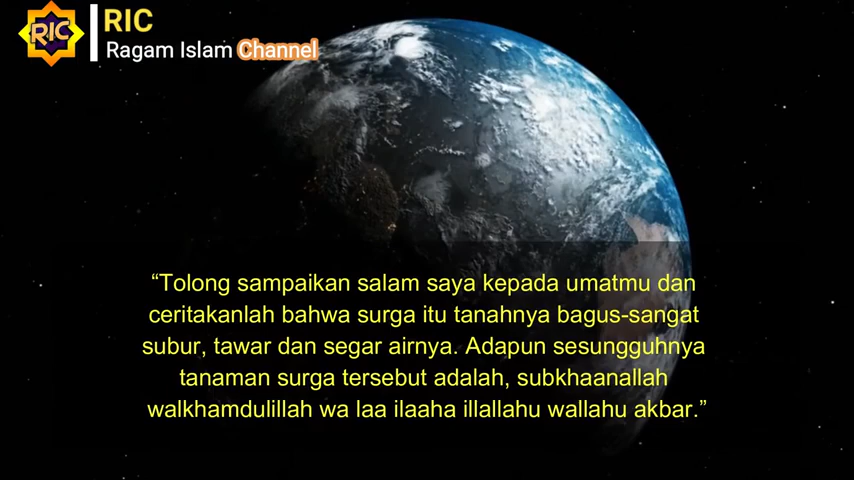 RIC
RIC
Ragam Islam Channel
“Tolong sampaikan salam saya kepada umatmu dan
ceritakanlah bahwa surga itu tanahnya bagus-sangat
subur, tawar dan segar airnya. Adapun sesungguhnya
tanaman surga tersebut adalah, subkhaanallah
walkhamdulillah wa laa ilaaha illallahu wallahu akbar.”